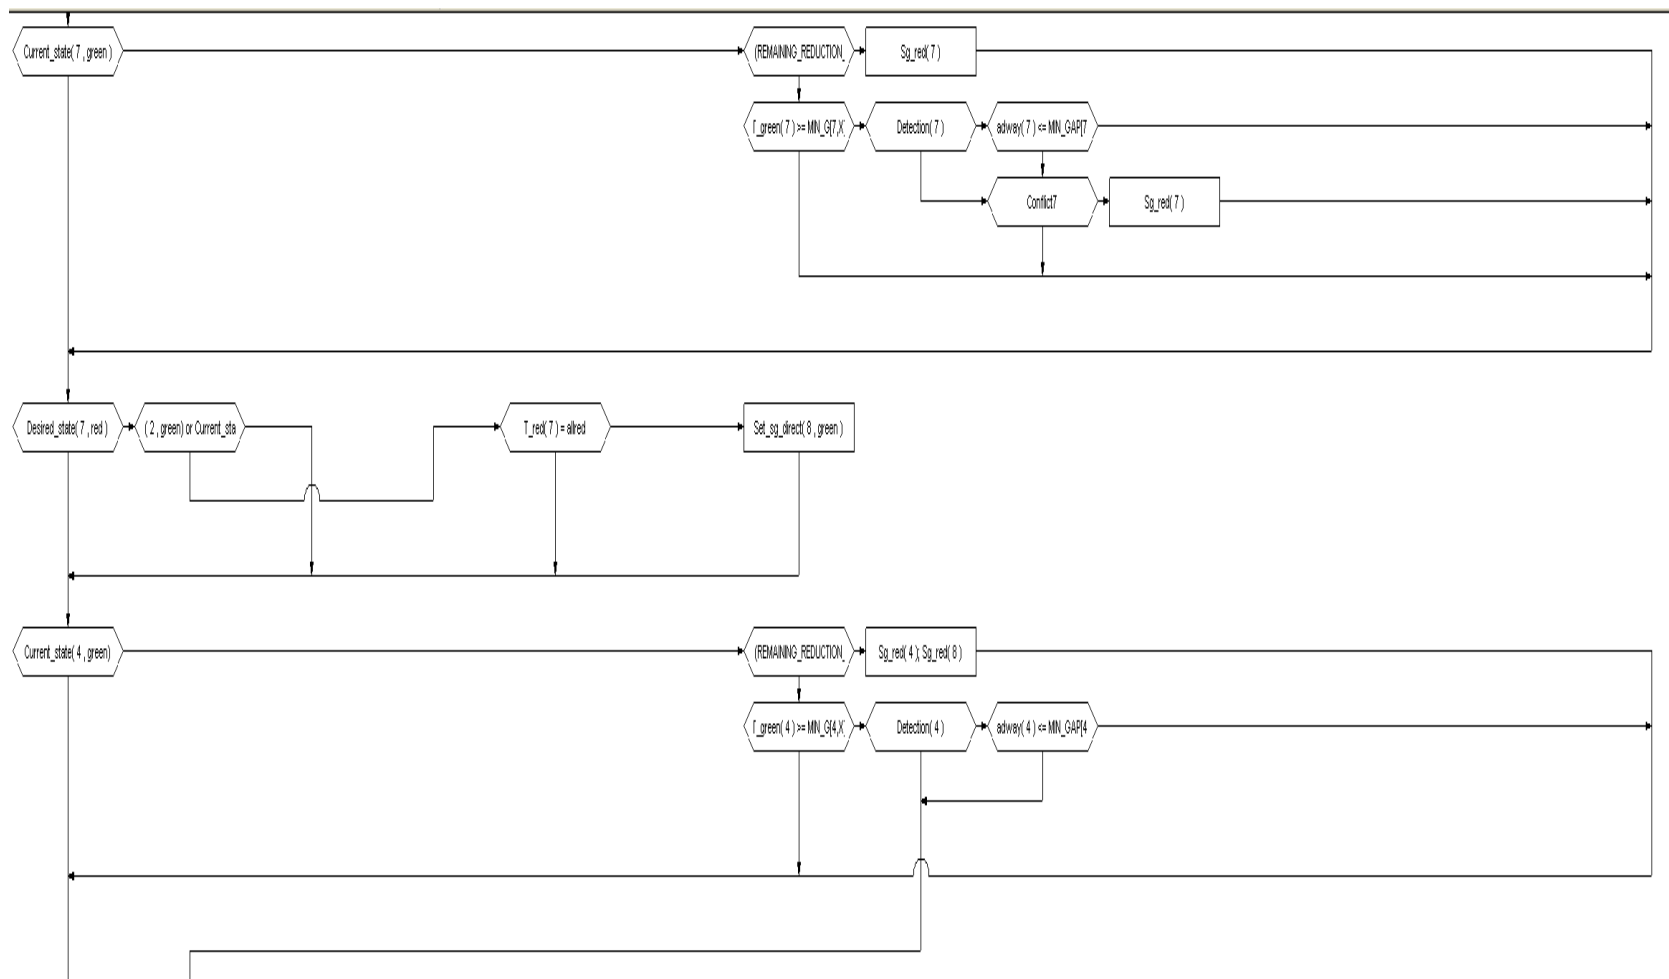 Current_state( 7 , green )
(REMAINING_REDUCTION_
Sg_red( 7 )
T_green( 7 ) >= MIN_G[7,X]
Detection( 7 )
adway( 7 ) <= MIN_GAP[7
Conflict7
Sg_red( 7 )
Desired_state( 7 , red )
( 2 , green) or Current_sta
T_red( 7 ) = allred
Set_sg_direct( 8 , green )
Current_state( 4 , green)
(REMAINING_REDUCTION_
Sg_red( 4 ); Sg_red( 8 )
T_green( 4 ) >= MIN_G[4,X]
Detection( 4 )
adway( 4 ) <= MIN_GAP[4